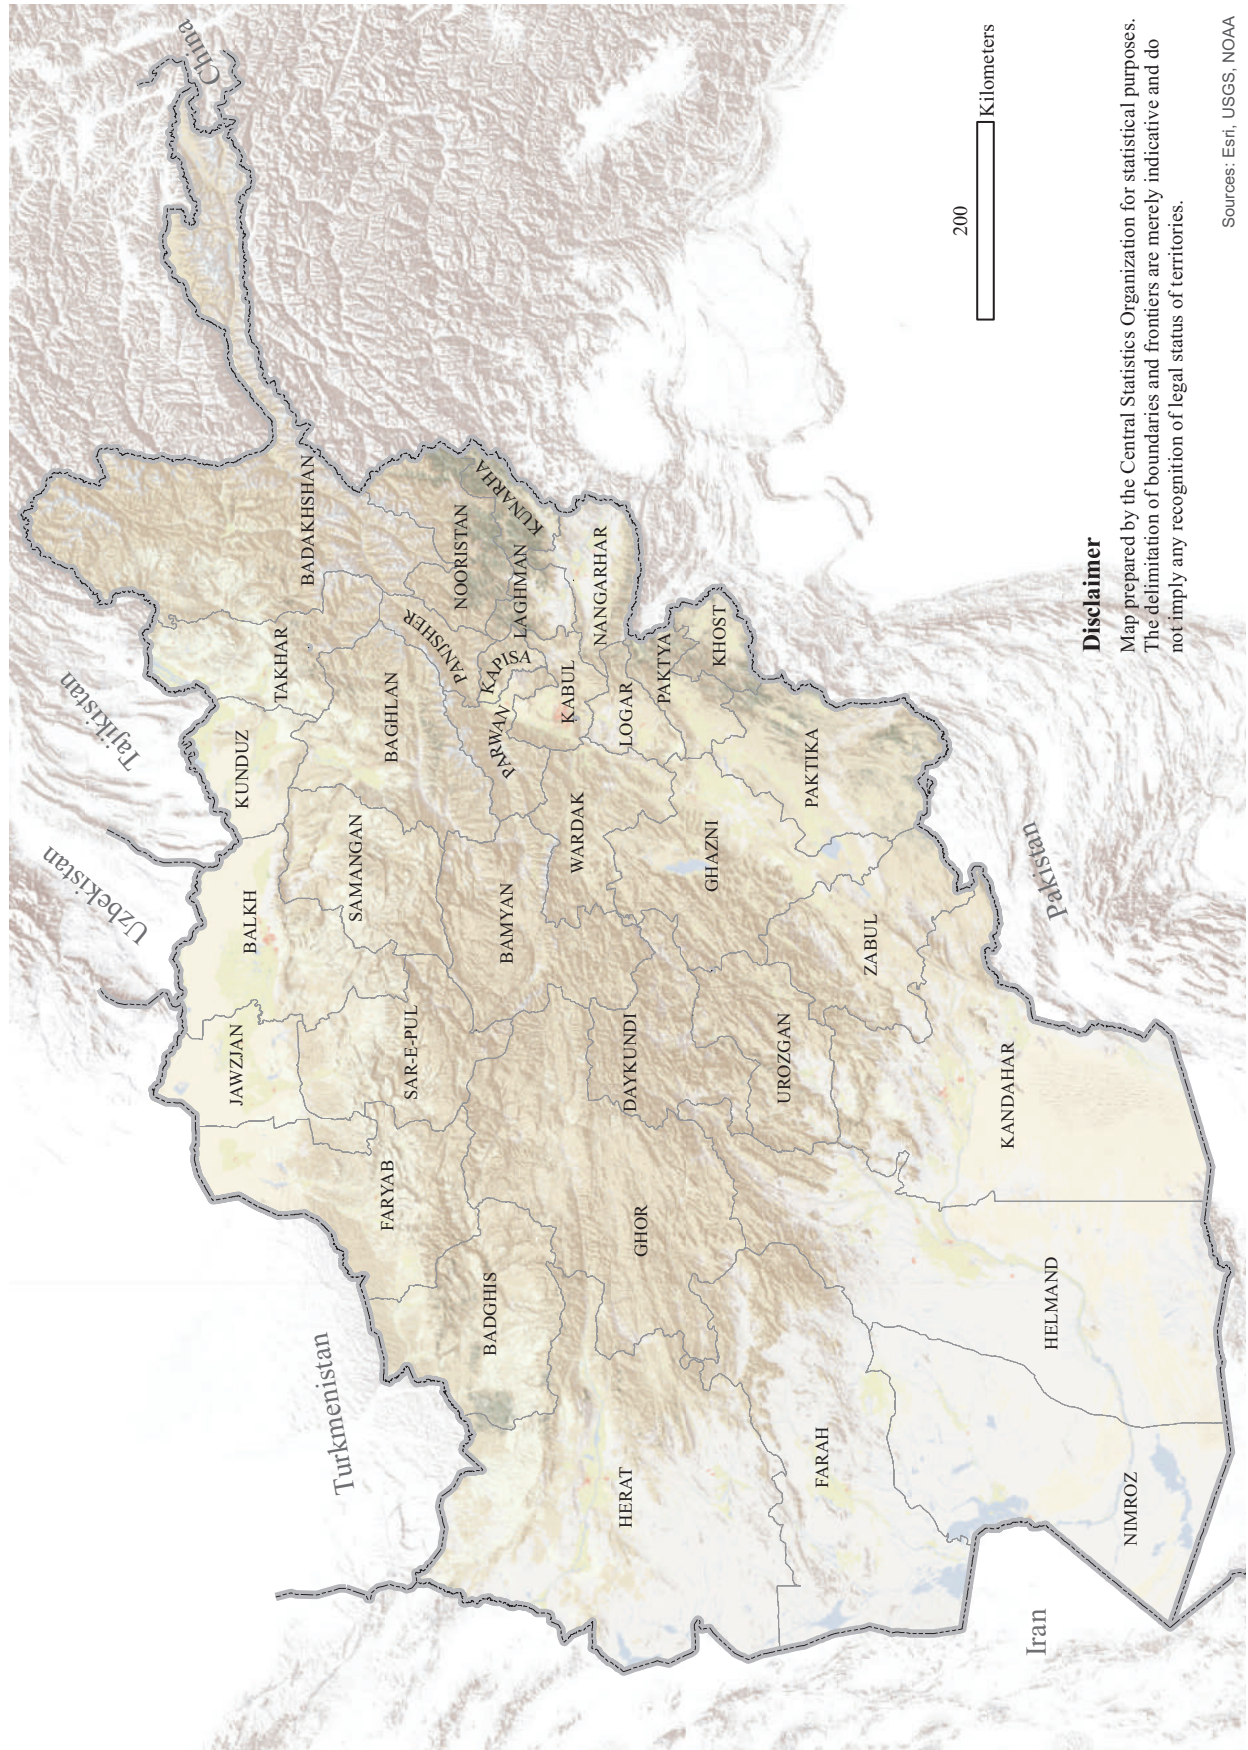 China
Tajikistan
Uzbekistan
Turkmenistan
Iran
Pakistan
BADAKHSHAN
TAKHAR
KUNDUZ
BALKH
JAWZJAN
BAGHLAN
SAMANGAN
SAR-E-PUL
FARYAB
BADGHIS
NOORISTAN
KUNARHA
LAGHMAN
PANJSHER
KAPISA
PARWAN
KABUL
NANGARHAR
LOGAR
PAKTYA
KHOST
BAMYAN
WARDAK
GHAZNI
PAKTIKA
DAYKUNDI
UROZGAN
ZABUL
GHOR
HERAT
FARAH
KANDAHAR
HELMAND
NIMROZ
200
Kilometers
Disclaimer
Map prepared by the Central Statistics Organization for statistical purposes.
The delimitation of boundaries and frontiers are merely indicative and do
not imply any recognition of legal status of territories.
Sources: Esri, USGS, NOAA